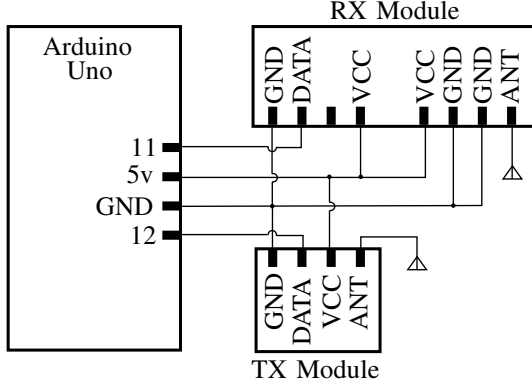 RX Module
Arduino
Uno
GND
DATA
VCC
VCC
GND
GND
ANT
11
5v
GND
12
GND
DATA
VCC
ANT
TX Module